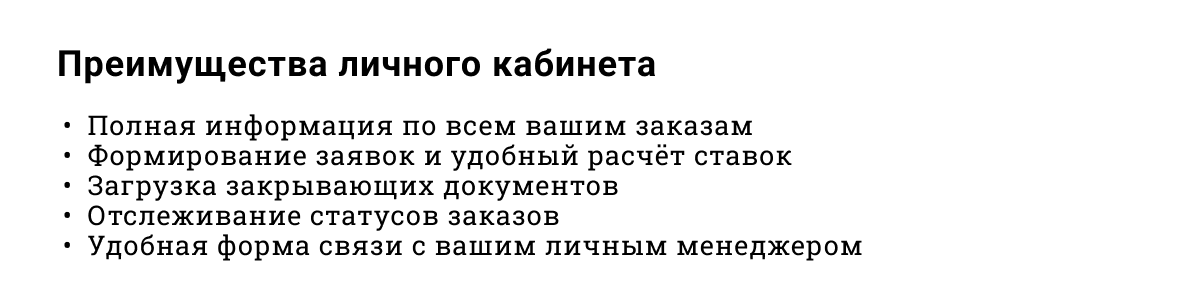 Преимущества личного кабинета
• Полная информация по всем вашим заказам
• Формирование заявок и удобный расчёт ставок
• Загрузка закрывающих документов
• Отслеживание статусов заказов
• Удобная форма связи с вашим личным менеджером